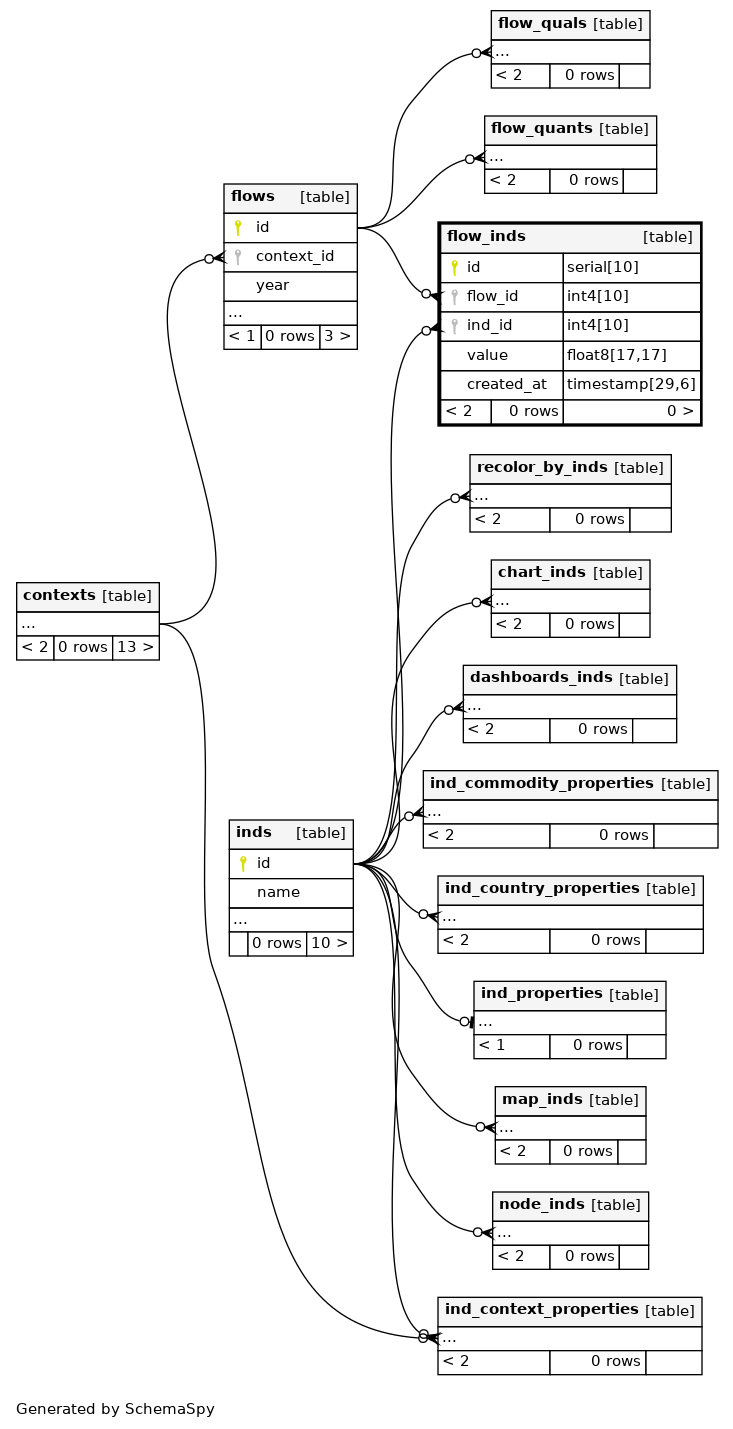 flow_quals [table]
...
< 2 0 rows
flow_quants [table]
...
< 2 0 rows
flows [table]
id
context_id
year
...
< 1 0 rows 3 >
flow_inds [table]
id serial[10]
flow_id int4[10]
ind_id int4[10]
value float8[17,17]
created_at timestamp[29,6]
< 2 0 rows 0 >
recolor_by_inds [table]
...
< 2 0 rows
chart_inds [table]
...
< 2 0 rows
contexts [table]
...
< 2 0 rows 13 >
dashboards_inds [table]
...
< 2 0 rows
ind_commodity_properties [table]
...
< 2 0 rows
inds [table]
id
name
...
0 rows 10 >
ind_country_properties [table]
...
< 2 0 rows
ind_properties [table]
...
< 1 0 rows
map_inds [table]
...
< 2 0 rows
node_inds [table]
...
< 2 0 rows
ind_context_properties [table]
...
< 2 0 rows
Generated by SchemaSpy